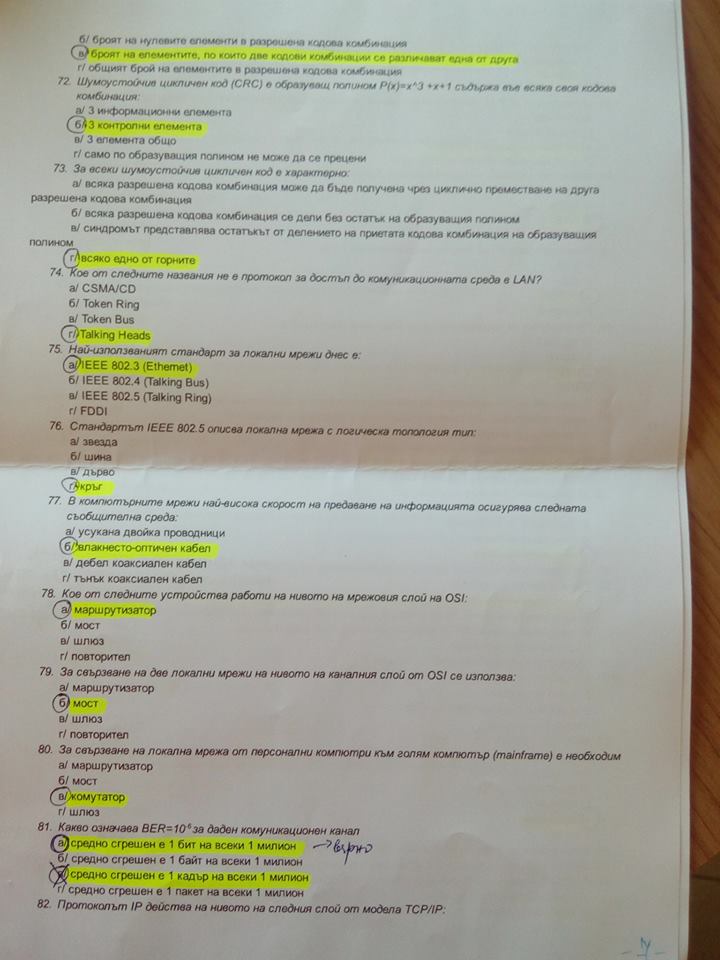 б/ броят на нулевите елементи в разрешена кодова комбинация
в/ броят на елементите, по които две кодови комбинации се различават една от друга
г/ общият брой на елементите в разрешена кодова комбинация
72. Шумоустойчив цикличен код (CRC) е образуващ полином P(x)=x^3 +x+1 съдържа във всяка своя кодова
комбинация:
а/ 3 информационни елемента
б/ 3 контролни елемента
в/ 3 елемента общо
г/ само по образуващия полином не може да се прецени
73. За всеки шумоустойчив цикличен код е характерно:
а/ всяка разрешена кодова комбинация може да бъде получена чрез циклично преместване на друга
разрешена кодова комбинация
б/ всяка разрешена кодова комбинация се дели без остатък на образуващия полином
в/ синдромът представлява остатъкът от делението на приетата кодова комбинация на образуващия
полином
г/ всяко едно от горните
74. Кое от следните названия не е протокол за достъп до комуникационната среда в LAN?
а/ CSMA/CD
б/ Token Ring
в/ Token Bus
г/ Talking Heads
75. Най-използваният стандарт за локални мрежи днес е:
а/ IEEE 802.3 (Ethernet)
б/ IEEE 802.4 (Talking Bus)
в/ IEEE 802.5 (Talking Ring)
г/ FDDI
76. Стандартът IEEE 802.5 описва локална мрежа с логическа топология тип:
а/ звезда
б/ шина
в/ дърво
г/ кръг
77. В компютърните мрежи най-висока скорост на предаване на информацията осигурява следната
съобщителна среда:
а/ усукана двойка проводници
б/ влакнесто-оптичен кабел
в/ дебел коаксиален кабел
г/ тънък коаксиален кабел
78. Кое от следните устройства работи на нивото на мрежовия слой на OSI:
а/ маршрутизатор
б/ мост
в/ шлюз
г/ повторител
79. За свързване на две локални мрежи на нивото на каналния слой от OSI се използва:
а/ маршрутизатор
б/ мост
в/ шлюз
г/ повторител
80. За свързване на локална мрежа от персонални компютри към голям компютър (mainframe) е необходим
а/ маршрутизатор
б/ мост
в/ комутатор
г/ шлюз
81. Какво означава BER=10⁻⁶ за даден комуникационен канал
а/ средно сгрешен е 1 бит на всеки 1 милион →вярно
б/ средно сгрешен е 1 байт на всеки 1 милион
средно сгрешен е 1 кадър на всеки 1 милион
г/ средно сгрешен е 1 пакет на всеки 1 милион
82. Протоколът IP действа на нивото на следния слой от модела TCP/IP: